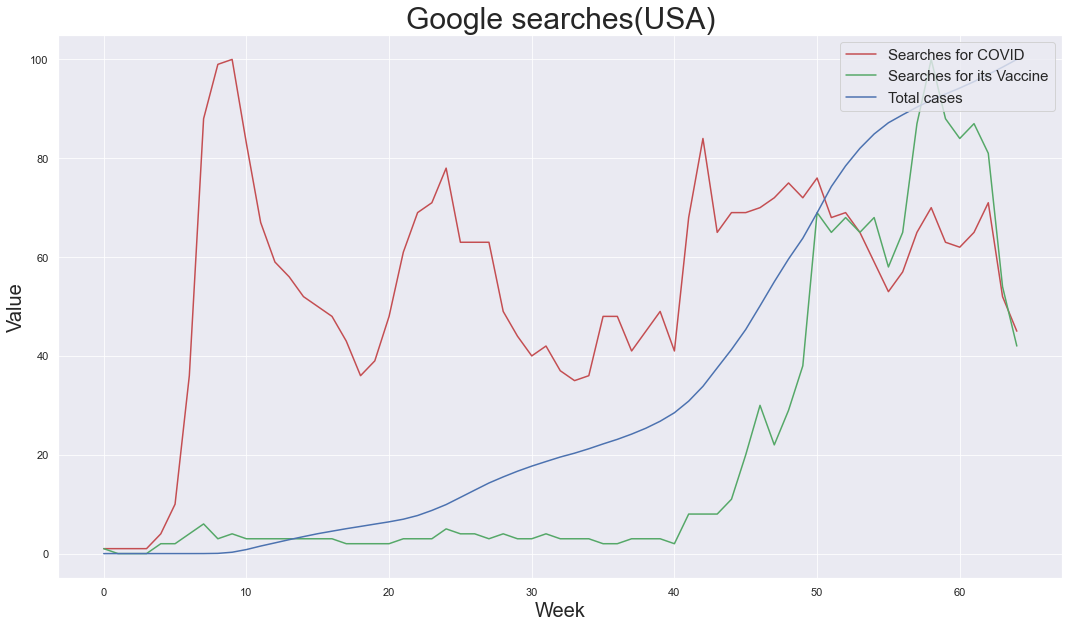 Google searches(USA)
Searches for COVID
Searches for its Vaccine
Total cases
Value
100
80
60
40
20
0
0 10 20 30 40 50 60
Week